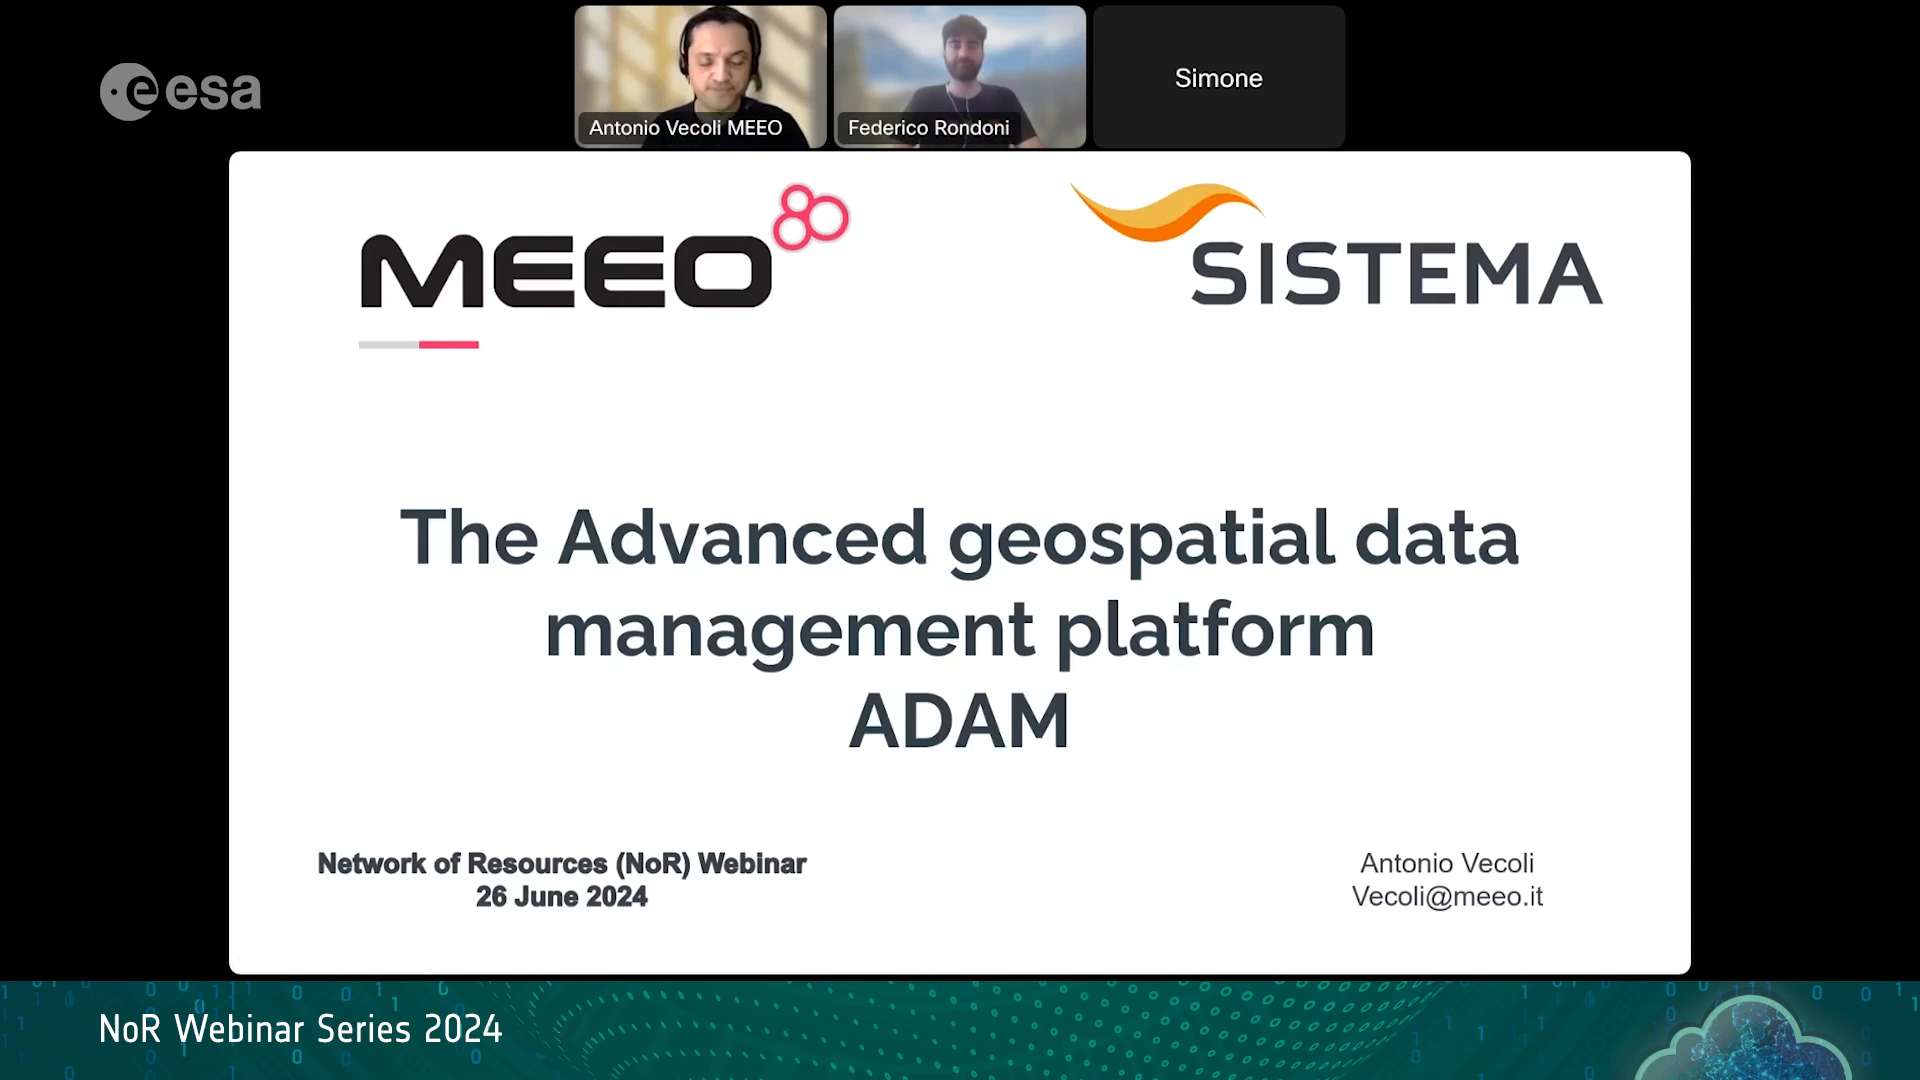 esa
Antonio Vecoli MEEO
Federico Rondoni
Simone
MEEO
SISTEMA
The Advanced geospatial data
management platform
ADAM
Network of Resources (NoR) Webinar
26 June 2024
Antonio Vecoli
Vecoli@meeo.it
NoR Webinar Series 2024